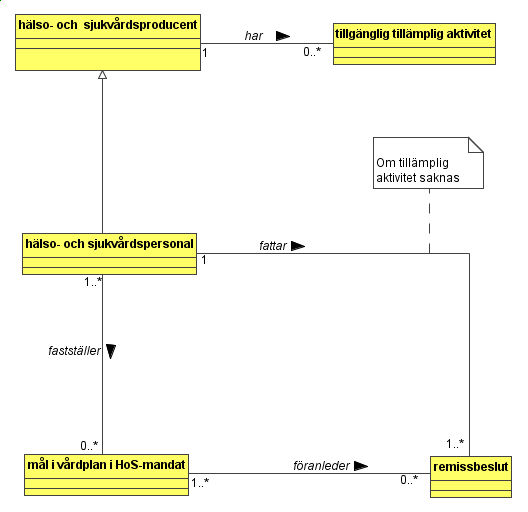 hälso- och  sjukvårdsproducent
har
tillgänglig tillämplig aktivitet
1
0..*
Om tillämplig
aktivitet saknas
hälso- och sjukvårdspersonal
fattar
1
1..*
fastställer
0..*
1..*
mål i vårdplan i HoS-mandat
föranleder
remissbeslut
1..*
0..*